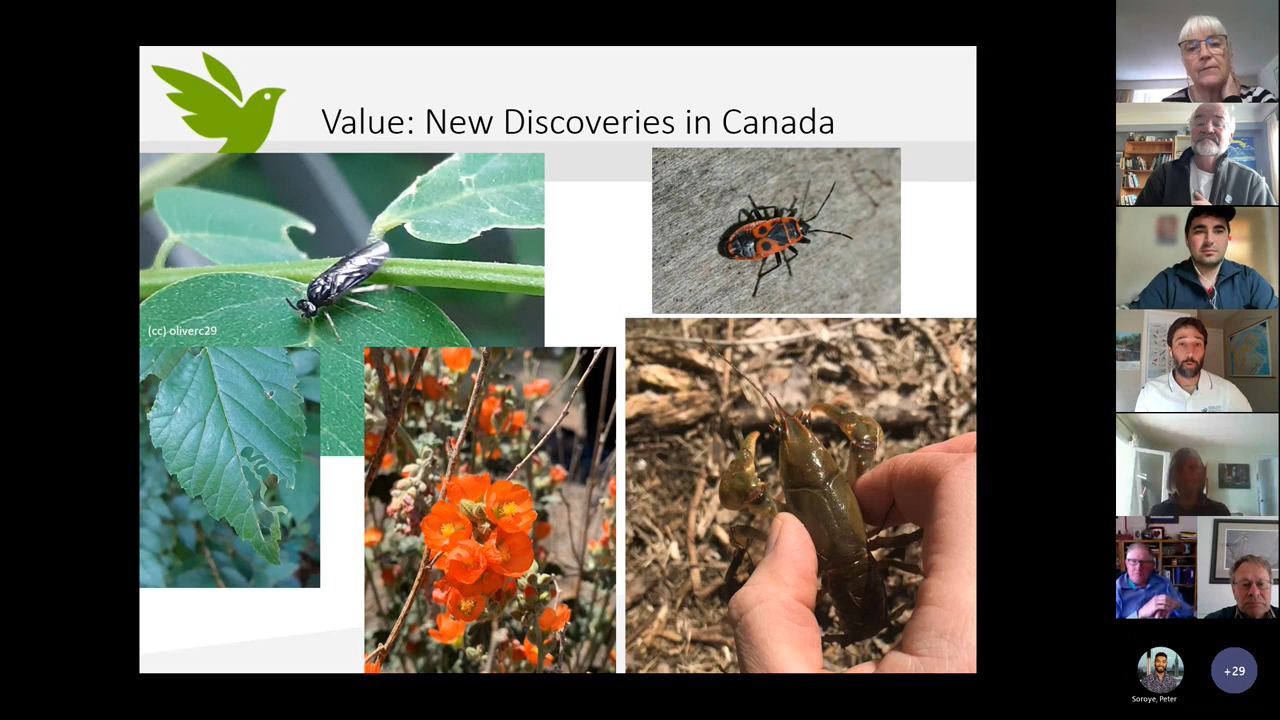 Value: New Discoveries in Canada
(cc) oliverc29
Soroye, Peter
+29